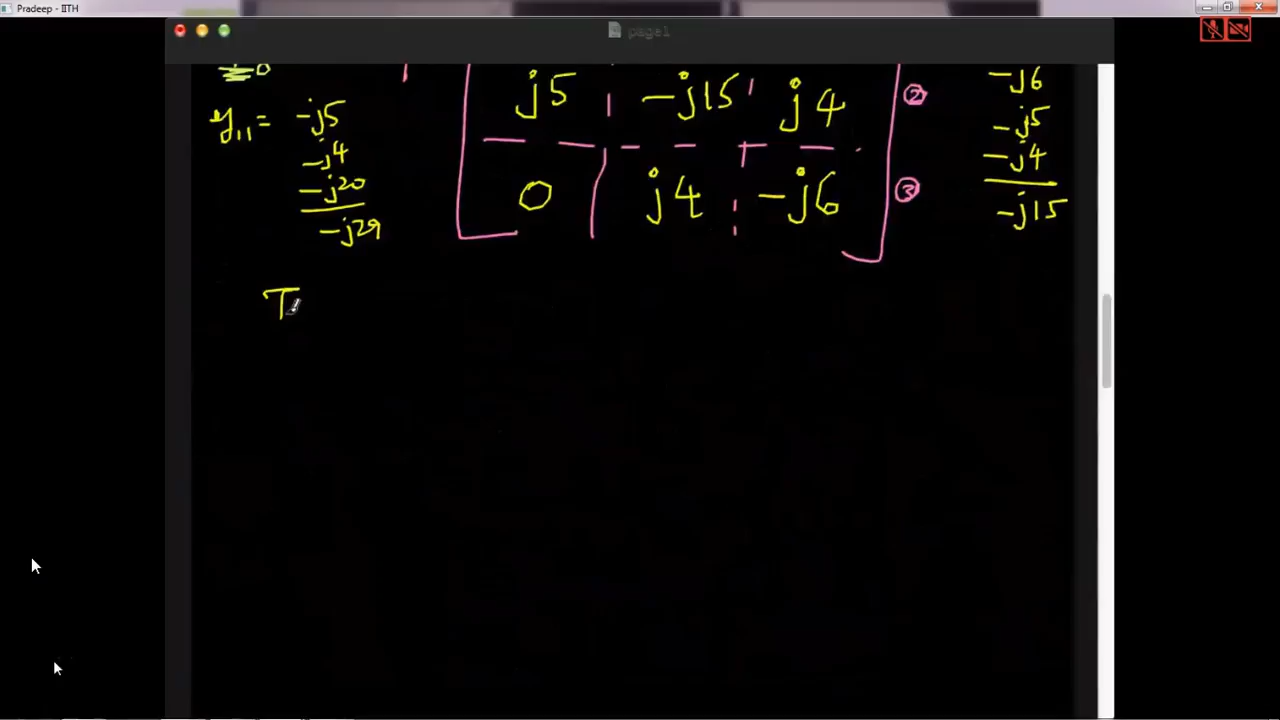 Pradeep - IITH
page1
0
y11 = -j5
-j4
-j20
-j29
j5 -j15 j4 ②
0 j4 -j6 ③
-j6
-j5
-j4
-j15
T